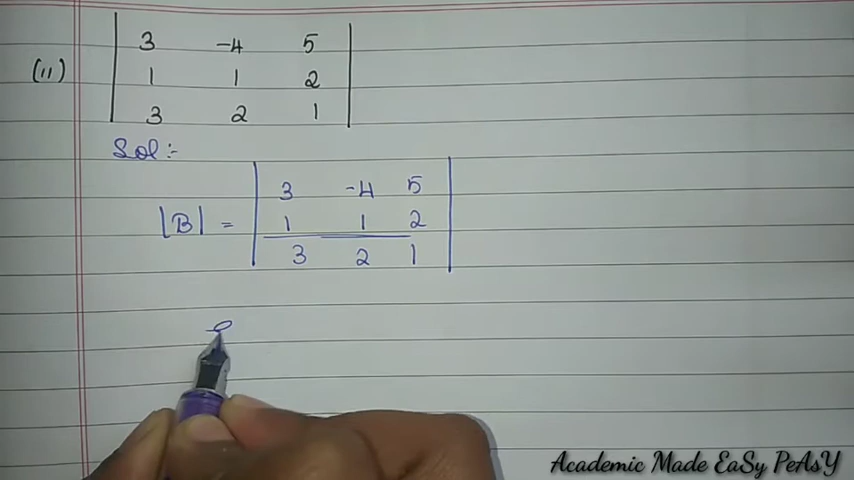 3 -4 5
(ii) 1 1 2
3 2 1
Sol:-
3 -4 5
|B| = 1 1 2
3 2 1
Academic Made EaSy PeAsY